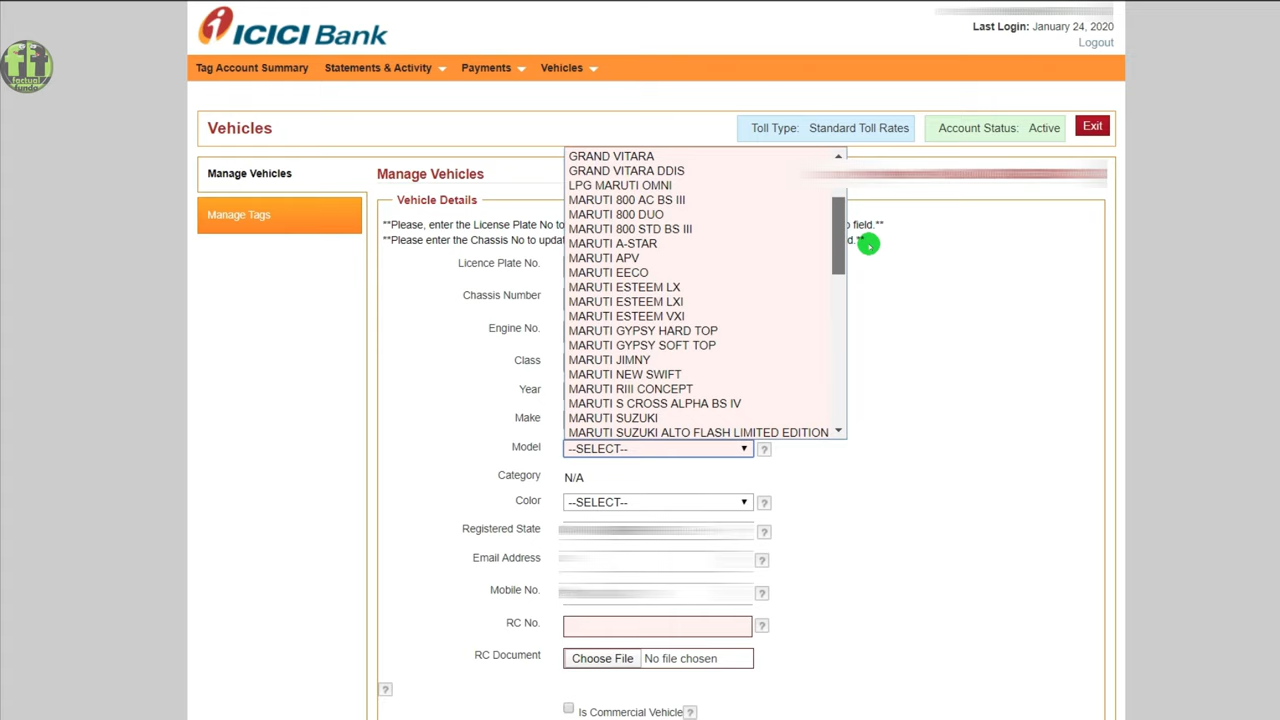 ICICI Bank
Last Login: January 24, 2020
Logout
factual
funda
Tag Account Summary Statements & Activity Payments Vehicles
Vehicles
Toll Type: Standard Toll Rates
Account Status: Active
Exit
Manage Vehicles
Manage Tags
Manage Vehicles
Vehicle Details
**Please, enter the License Plate No to
o field.**
**Please enter the Chassis No to updat
d.**
Licence Plate No.
Chassis Number
Engine No.
Class
Year
Make
GRAND VITARA
GRAND VITARA DDIS
LPG MARUTI OMNI
MARUTI 800 AC BS III
MARUTI 800 DUO
MARUTI 800 STD BS III
MARUTI A-STAR
MARUTI APV
MARUTI EECO
MARUTI ESTEEM LX
MARUTI ESTEEM LXI
MARUTI ESTEEM VXI
MARUTI GYPSY HARD TOP
MARUTI GYPSY SOFT TOP
MARUTI JIMNY
MARUTI NEW SWIFT
MARUTI RIII CONCEPT
MARUTI S CROSS ALPHA BS IV
MARUTI SUZUKI
MARUTI SUZUKI ALTO FLASH LIMITED EDITION
Model --SELECT-- ?
Category N/A
Color --SELECT-- ?
Registered State ?
Email Address ?
Mobile No. ?
RC No. ?
RC Document Choose File No file chosen
?
Is Commercial Vehicle ?